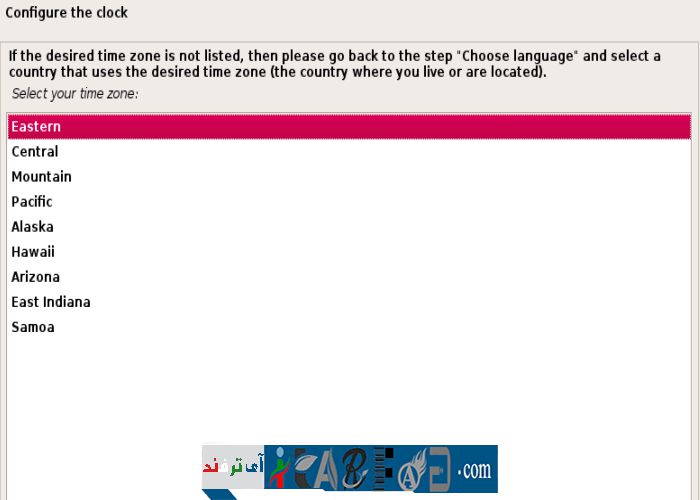 Configure the clock
If the desired time zone is not listed, then please go back to the step "Choose language" and select a
country that uses the desired time zone (the country where you live or are located).
Select your time zone:
Eastern
Central
Mountain
Pacific
Alaska
Hawaii
Arizona
East Indiana
Samoa
آی ترفند
.com